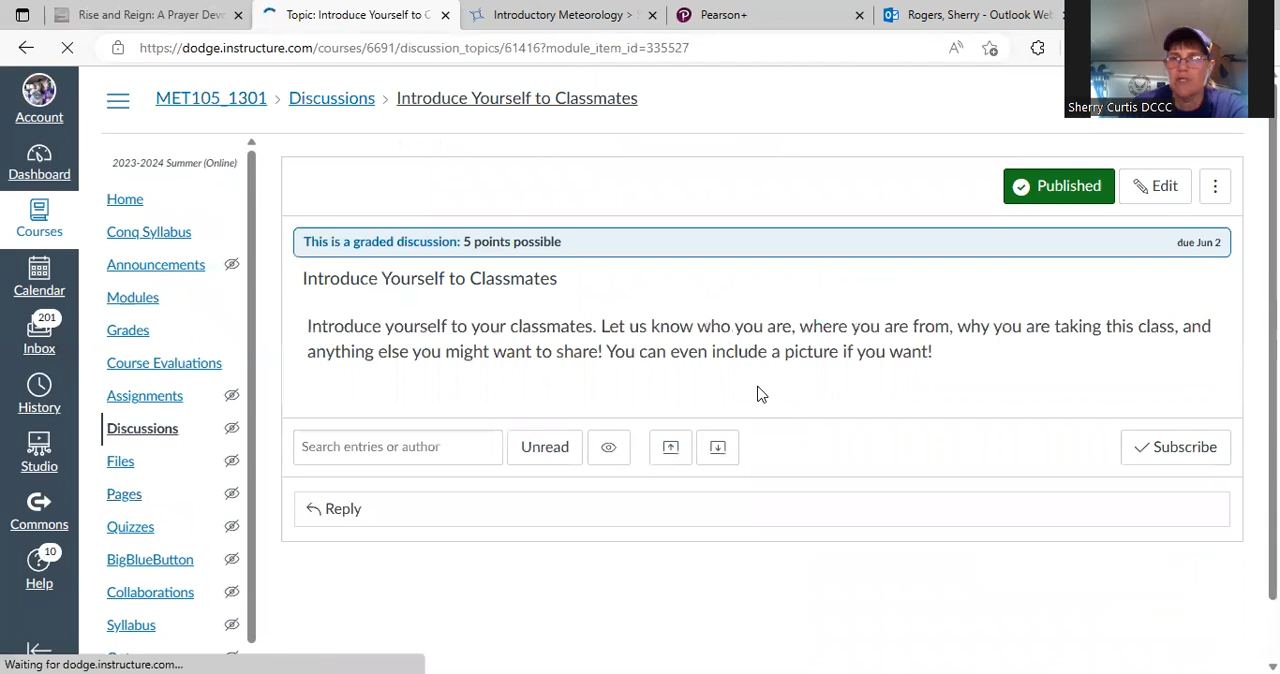 Rise and Reign: A Prayer Dev
Topic: Introduce Yourself to C
Introductory Meteorology > S
Pearson+
Rogers, Sherry - Outlook Web
https://dodge.instructure.com/courses/6691/discussion_topics/61416?module_item_id=335527
Sherry Curtis DCCC
Account
Dashboard
Courses
Calendar
201
Inbox
History
Studio
Commons
10
Help
MET105_1301 > Discussions > Introduce Yourself to Classmates
2023-2024 Summer (Online)
Home
Conq Syllabus
Announcements
Modules
Grades
Course Evaluations
Assignments
Discussions
Files
Pages
Quizzes
BigBlueButton
Collaborations
Syllabus
Published
Edit
This is a graded discussion: 5 points possible
due Jun 2
Introduce Yourself to Classmates
Introduce yourself to your classmates. Let us know who you are, where you are from, why you are taking this class, and
anything else you might want to share! You can even include a picture if you want!
Search entries or author
Unread
Subscribe
Reply
Waiting for dodge.instructure.com...